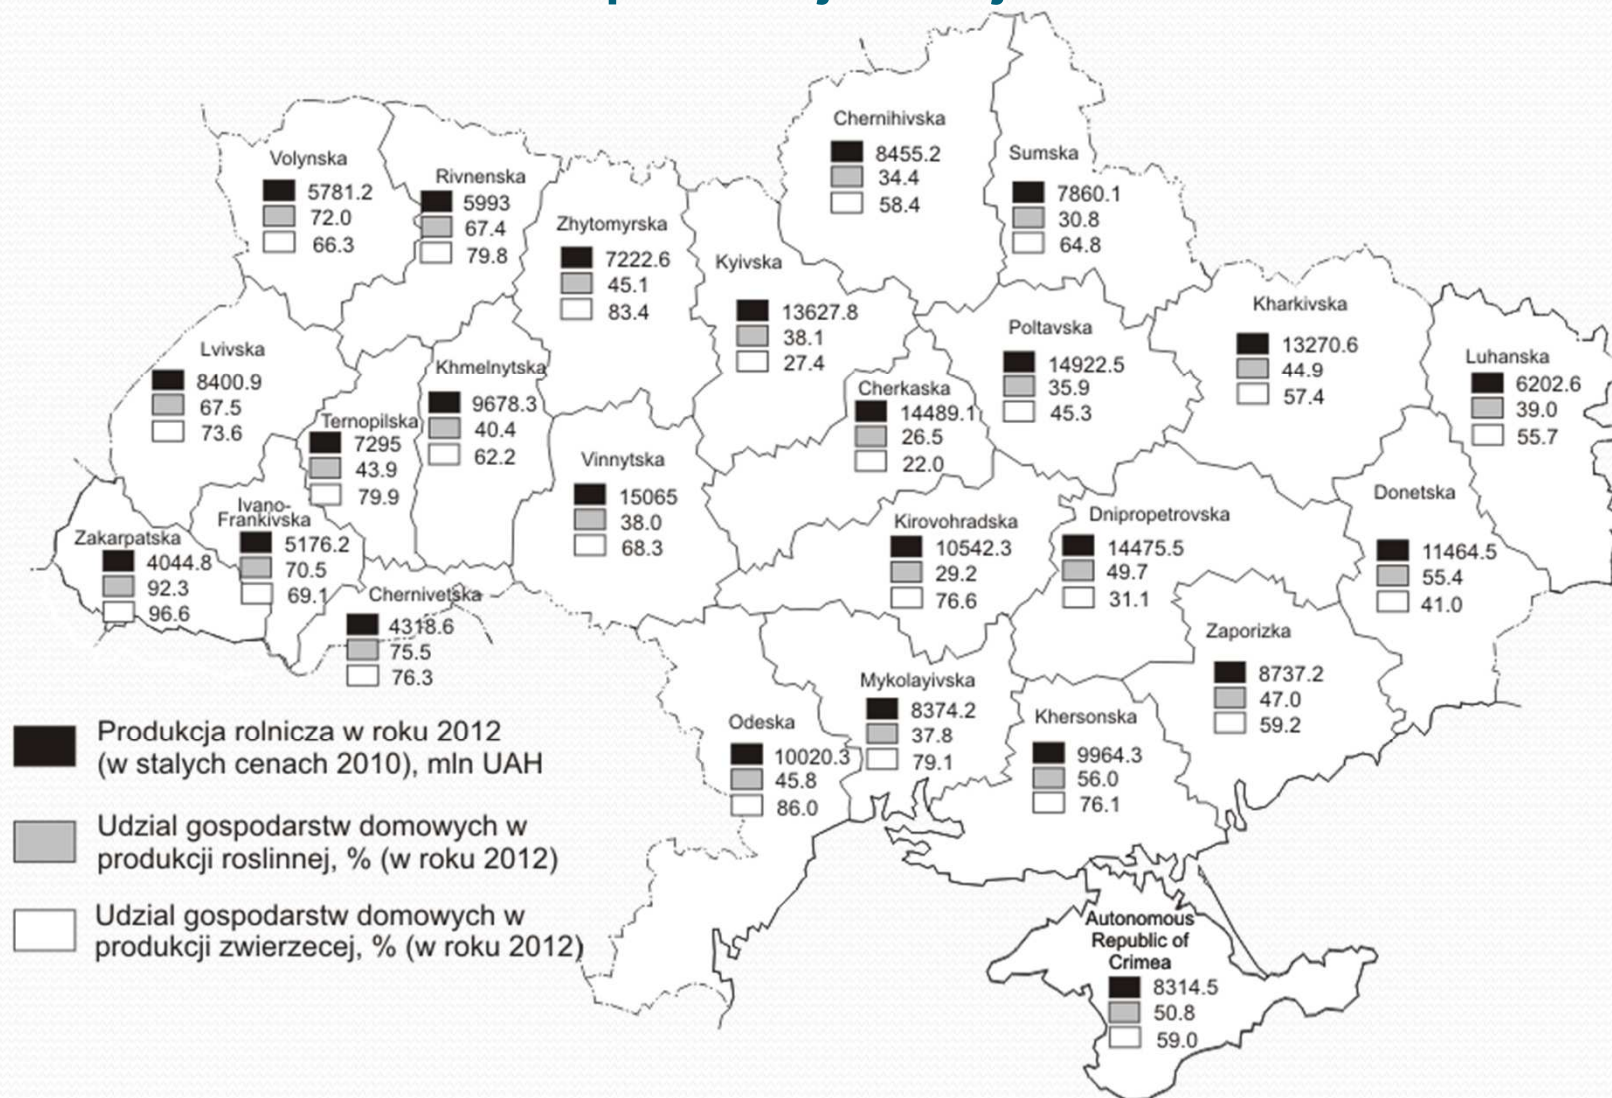 Chernihivska
8455.2
34.4
58.4
Sumska
7860.1
30.8
64.8
Volynska
5781.2
72.0
66.3
Rivnenska
5993
67.4
79.8
Zhytomyrska
7222.6
45.1
83.4
Kyivska
13627.8
38.1
27.4
Poltavska
14922.5
35.9
45.3
Kharkivska
13270.6
44.9
57.4
Luhanska
6202.6
39.0
55.7
Lvivska
8400.9
67.5
73.6
Ternopilska
7295
43.9
79.9
Khmelnytska
9678.3
40.4
62.2
Vinnytska
15065
38.0
68.3
Cherkaska
14489.1
26.5
22.0
Kirovohradska
10542.3
29.2
76.6
Dnipropetrovska
14475.5
49.7
31.1
Donetska
11464.5
55.4
41.0
Zakarpatska
4044.8
92.3
96.6
Ivano-
Frankivska
5176.2
70.5
69.1
Chernivetska
4318.6
75.5
76.3
Odeska
10020.3
45.8
86.0
Mykolayivska
8374.2
37.8
79.1
Khersonska
9964.3
56.0
76.1
Zaporizka
8737.2
47.0
59.2
Autonomous
Republic of
Crimea
8314.5
50.8
59.0
Produkcja rolnicza w roku 2012
(w stalych cenach 2010), mln UAH
Udzial gospodarstw domowych w
produkcji roslinnej, % (w roku 2012)
Udzial gospodarstw domowych w
produkcji zwierzecej, % (w roku 2012)